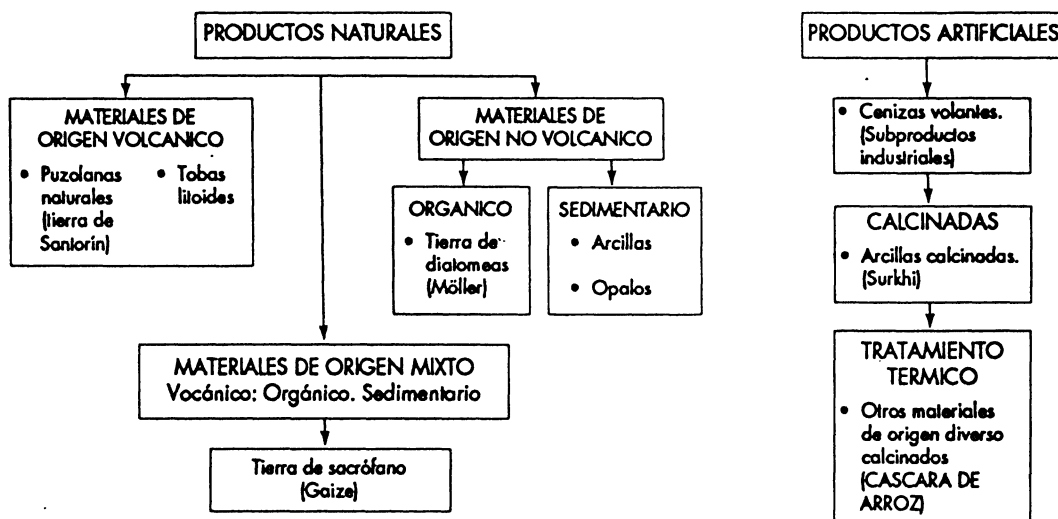 PRODUCTOS NATURALES
MATERIALES DE
ORIGEN VOLCANICO
• Puzolanas
naturales
(tierra de
Santorín)
• Tobas
litoides
MATERIALES DE
ORIGEN NO VOLCANICO
ORGANICO
• Tierra de
diatomeas
(Möller)
SEDIMENTARIO
• Arcillas
• Opalos
MATERIALES DE ORIGEN MIXTO
Vocánico: Orgánico. Sedimentario
Tierra de sacrófano
(Gaize)
PRODUCTOS ARTIFICIALES
• Cenizas volantes.
(Subproductos
industriales)
CALCINADAS
• Arcillas calcinadas.
(Surkhi)
TRATAMIENTO
TERMICO
• Otros materiales
de origen diverso
calcinados
(CASCARA DE
ARROZ)